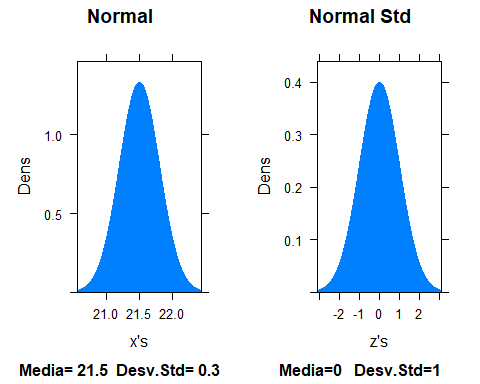 Normal
Dens
1.0
0.5
21.0 21.5 22.0
x's
Media= 21.5 Desv.Std= 0.3
Normal Std
Dens
0.4
0.3
0.2
0.1
-2 -1 0 1 2
z's
Media=0 Desv.Std=1